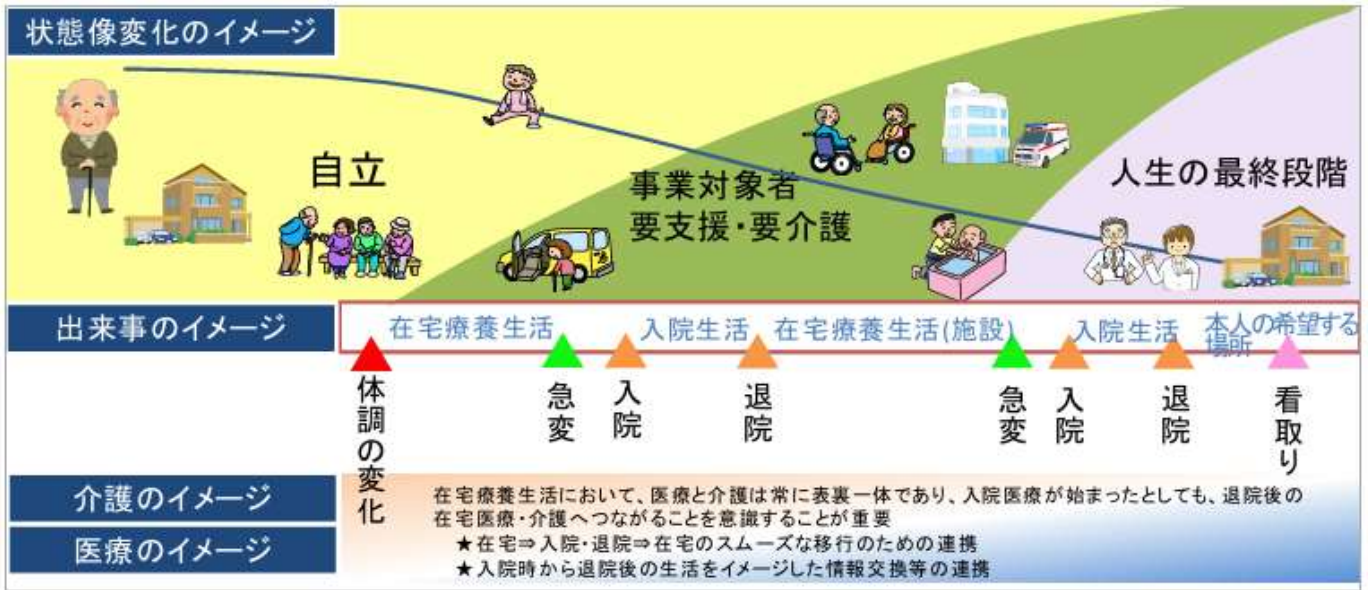 状態像変化のイメージ
自立
事業対象者
要支援・要介護
人生の最終段階
出来事のイメージ
在宅療養生活
入院生活
在宅療養生活(施設)
入院生活
本人の希望する
場所
体調の変化
急変
入院
退院
急変
入院
退院
看取り
介護のイメージ
医療のイメージ
在宅療養生活において、医療と介護は常に表裏一体であり、入院医療が始まったとしても、退院後の
在宅医療・介護へつながることを意識することが重要
★在宅⇒入院・退院⇒在宅のスムーズな移行のための連携
★入院時から退院後の生活をイメージした情報交換等の連携